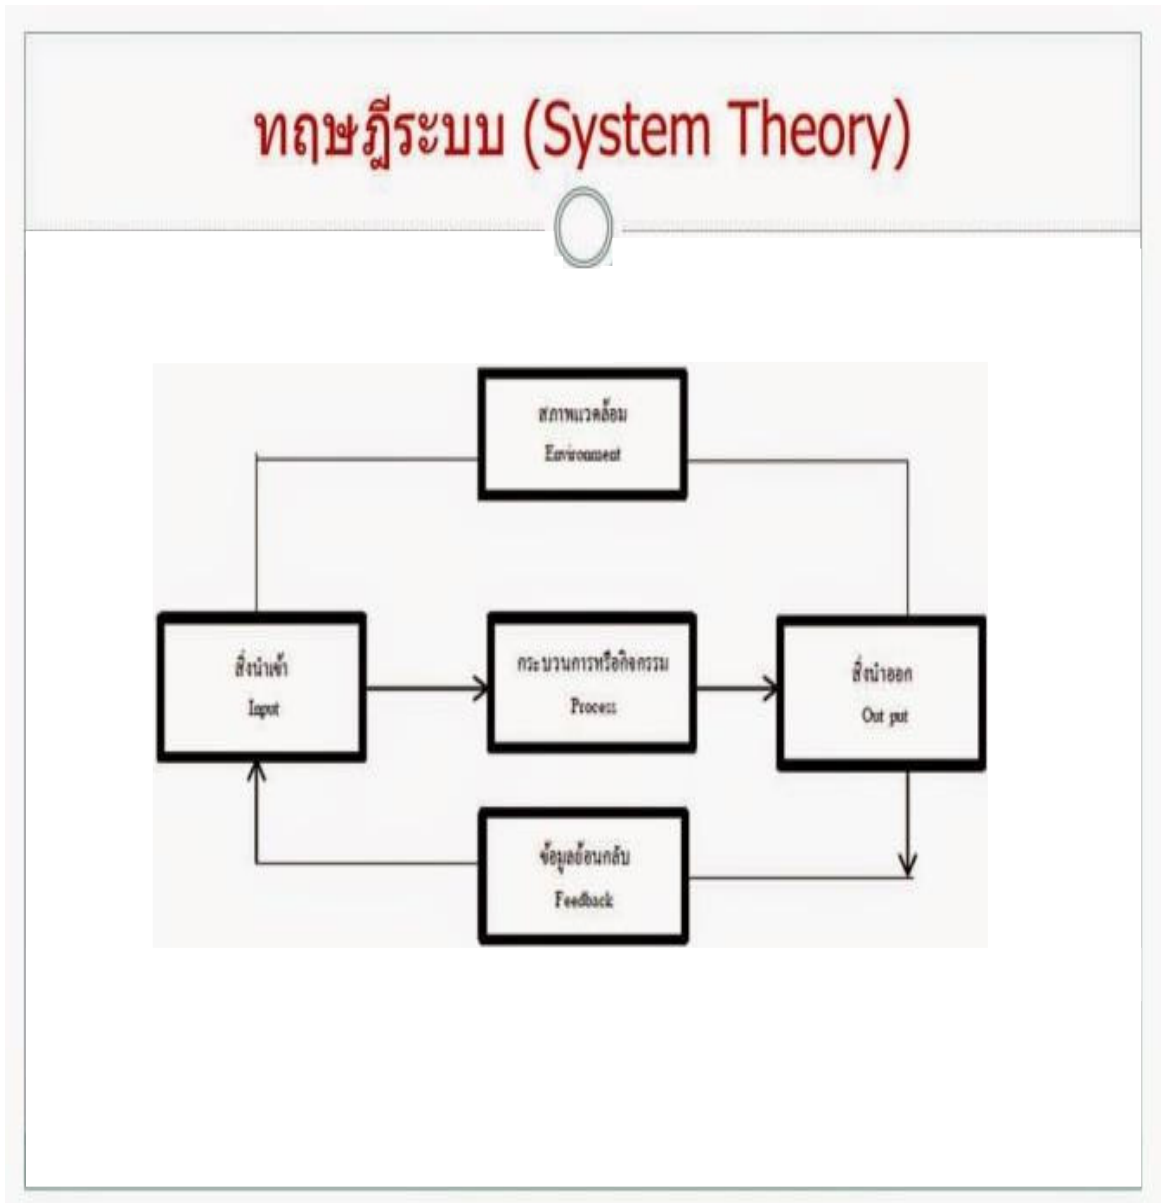 ทฤษฎีระบบ (System Theory)
สภาพแวดล้อม
Environment
สิ่งนำเข้า
Input
กระบวนการหรือกิจกรรม
Process
สิ่งนำออก
Out put
ข้อมูลย้อนกลับ
Feedback